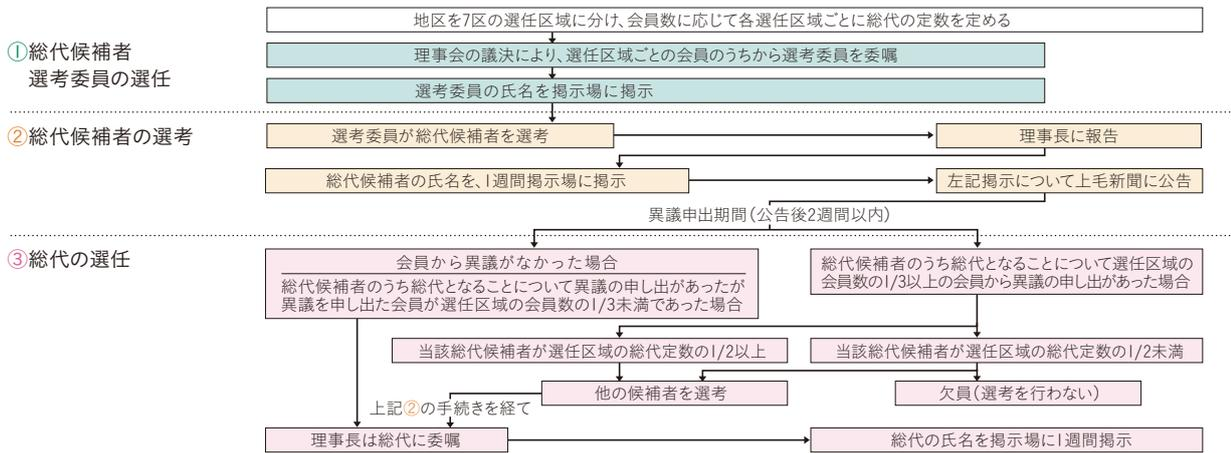 地区を7区の選任区域に分け、会員数に応じて各選任区域ごとに総代の定数を定める
①総代候補者
選考委員の選任
理事会の議決により、選任区域ごとの会員のうちから選考委員を委嘱
選考委員の氏名を掲示場に掲示
②総代候補者の選考
選考委員が総代候補者を選考
理事長に報告
総代候補者の氏名を、1週間掲示場に掲示
左記掲示について上毛新聞に公告
異議申出期間(公告後2週間以内)
③総代の選任
会員から異議がなかった場合
総代候補者のうち総代となることについて異議の申し出があったが
異議を申し出た会員が選任区域の会員数の1/3未満であった場合
総代候補者のうち総代となることについて選任区域の
会員数の1/3以上の会員から異議の申し出があった場合
当該総代候補者が選任区域の総代定数の1/2以上
当該総代候補者が選任区域の総代定数の1/2未満
他の候補者を選考
欠員(選考を行わない)
上記②の手続きを経て
理事長は総代に委嘱
総代の氏名を掲示場に1週間掲示